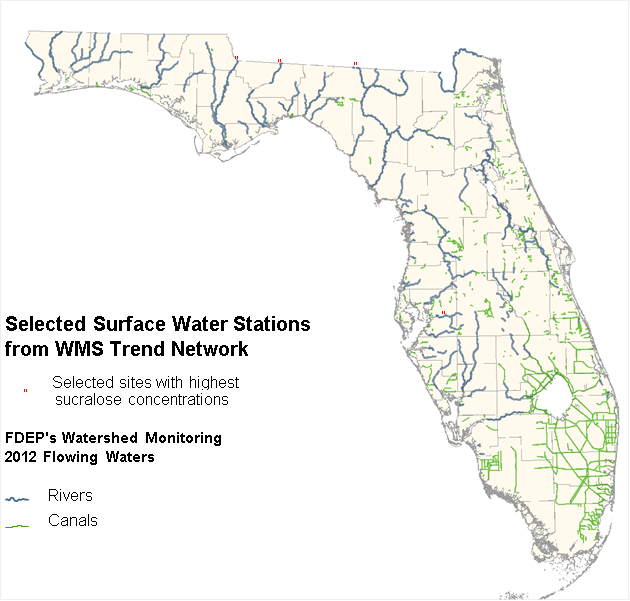 Selected Surface Water Stations
from WMS Trend Network
Selected sites with highest
sucralose concentrations
FDEP's Watershed Monitoring
2012 Flowing Waters
Rivers
Canals